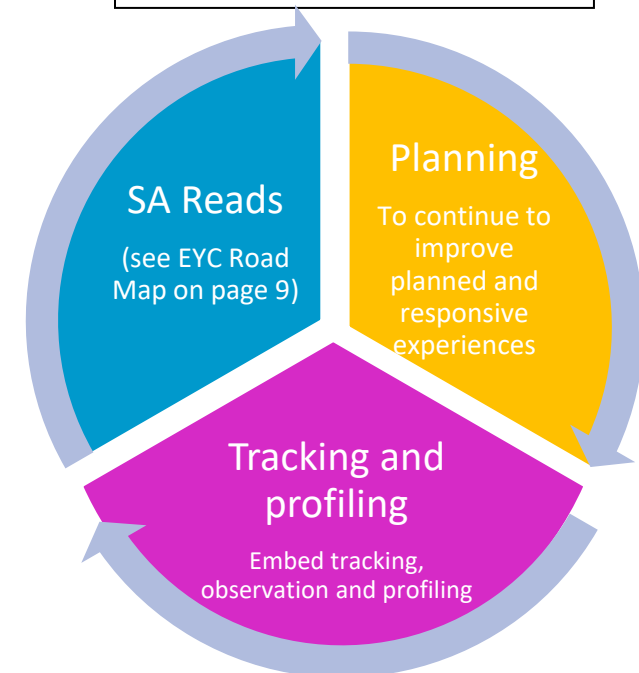 SA Reads
(see EYC Road
Map on page 9)
Planning
To continue to
improve
planned and
responsive
experiences
Tracking and
profiling
Embed tracking,
observation and profiling